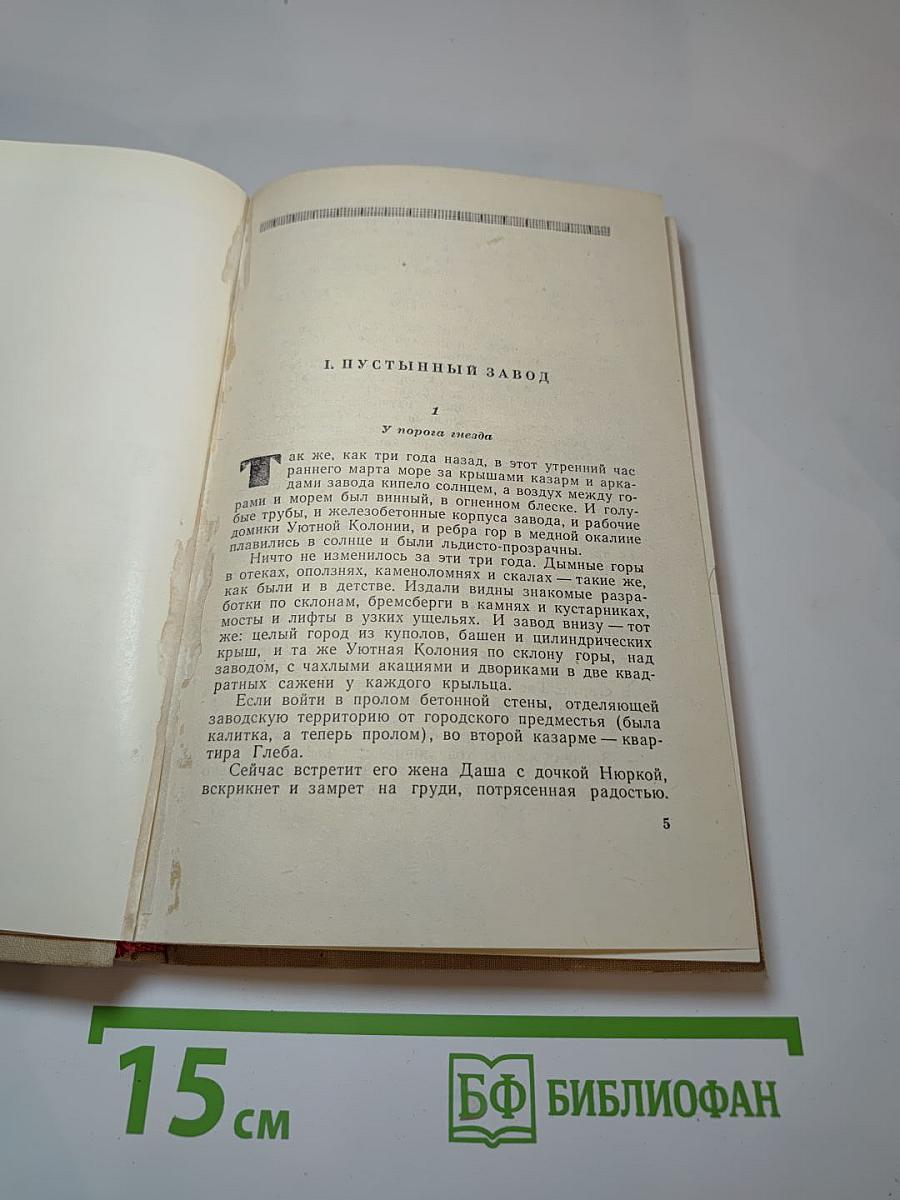 I. ПУСТЫННЫЙ ЗАВОД
1
У порога гнезда
Так же, как три года назад, в этот утренний час
раннего марта море за крышами казарм и арка-
дами завода кипело солнцем, а воздух между го-
рами и морем был винный, в огненном блеске. И голу-
бые трубы, и железобетонные корпуса завода, и рабочие
домики Уютной Колонии, и ребра гор в медной окалине
плавились в солнце и были льдисто-прозрачны.
Ничто не изменилось за эти три года. Дымные горы
в отеках, оползнях, каменоломнях и скалах — такие же,
как были и в детстве. Издали видны знакомые разра-
ботки по склонам, бремсберги в камнях и кустарниках,
мосты и лифты в узких ущельях. И завод внизу — тот
же: целый город из куполов, башен и цилиндрических
крыш, и та же Уютная Колония по склону горы, над
заводом, с чахлыми акациями и двориками в две квад-
ратных сажени у каждого крыльца.
Если войти в пролом бетонной стены, отделяющей
заводскую территорию от городского предместья (была
калитка, а теперь пролом), во второй казарме — квар-
тира Глеба.
Сейчас встретит его жена Даша с дочкой Нюркой,
вскрикнет и замрет на груди, потрясенная радостью.
5
15 см
БФ БИБЛИОФАН